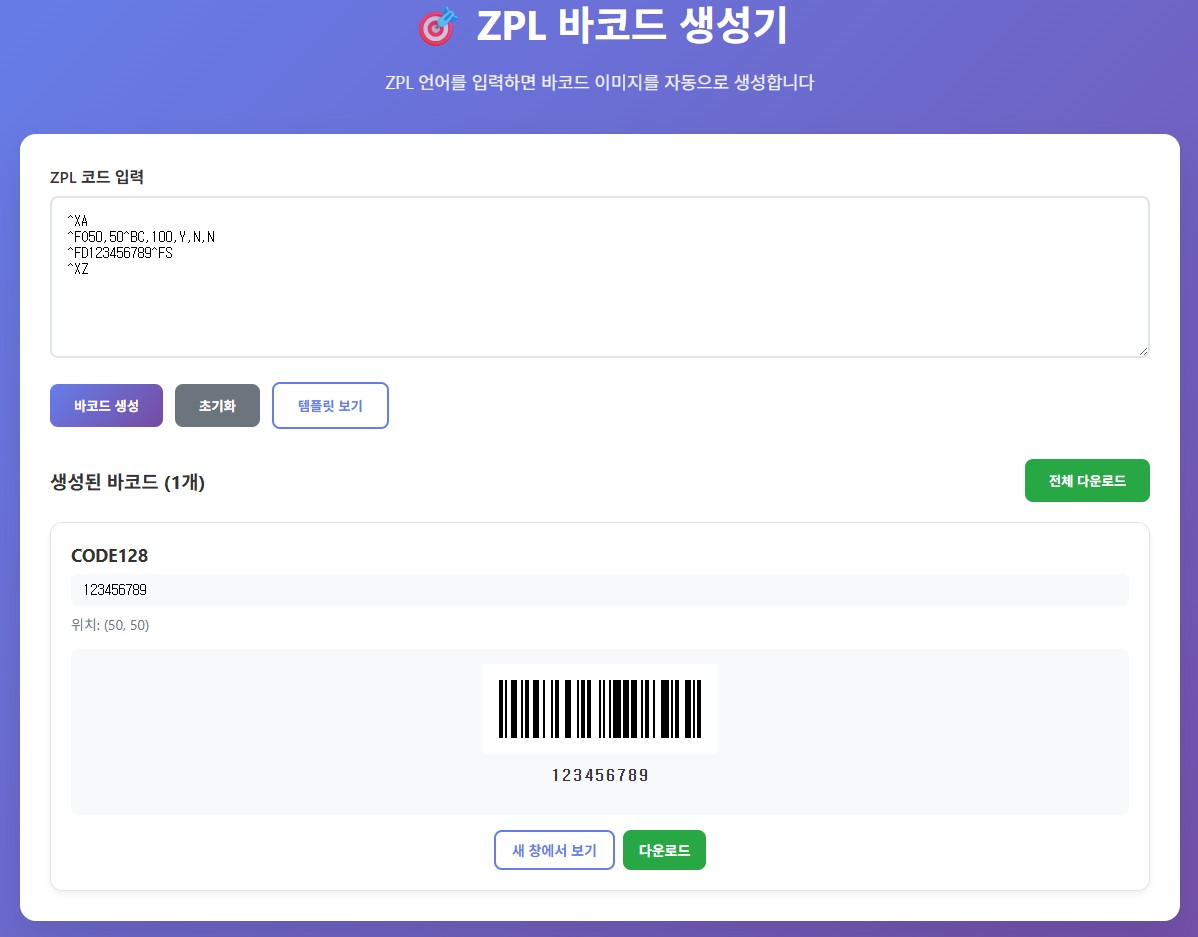 ZPL 바코드 생성기
ZPL 언어를 입력하면 바코드 이미지를 자동으로 생성합니다
ZPL 코드 입력
^XA
^FO50,50^BC,100,Y,N,N
^FD123456789^FS
^XZ
바코드 생성 초기화 템플릿 보기
생성된 바코드 (1개) 전체 다운로드
CODE128
123456789
위치: (50, 50)
123456789
새 창에서 보기 다운로드